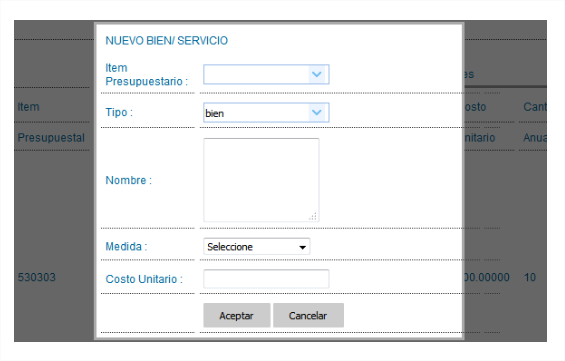 NUEVO BIEN/ SERVICIO
Item
Presupuestario :
es
Item
Tipo :
bien
osto
Cant
Presupuestal
nitario
Anua
Nombre :
Medida :
Seleccione
530303
Costo Unitario :
00.00000
10
Aceptar
Cancelar